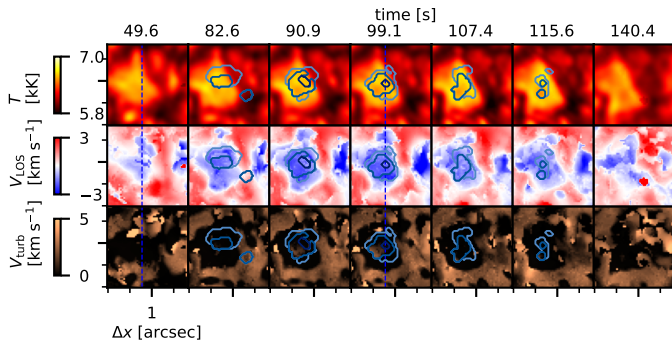 time [s]
49.6 82.6 90.9 99.1 107.4 115.6 140.4
T [kK] 7.0 5.8
V_LOS [km s⁻¹] 3 −3
V_turb [km s⁻¹] 5 0
1
Δx [arcsec]